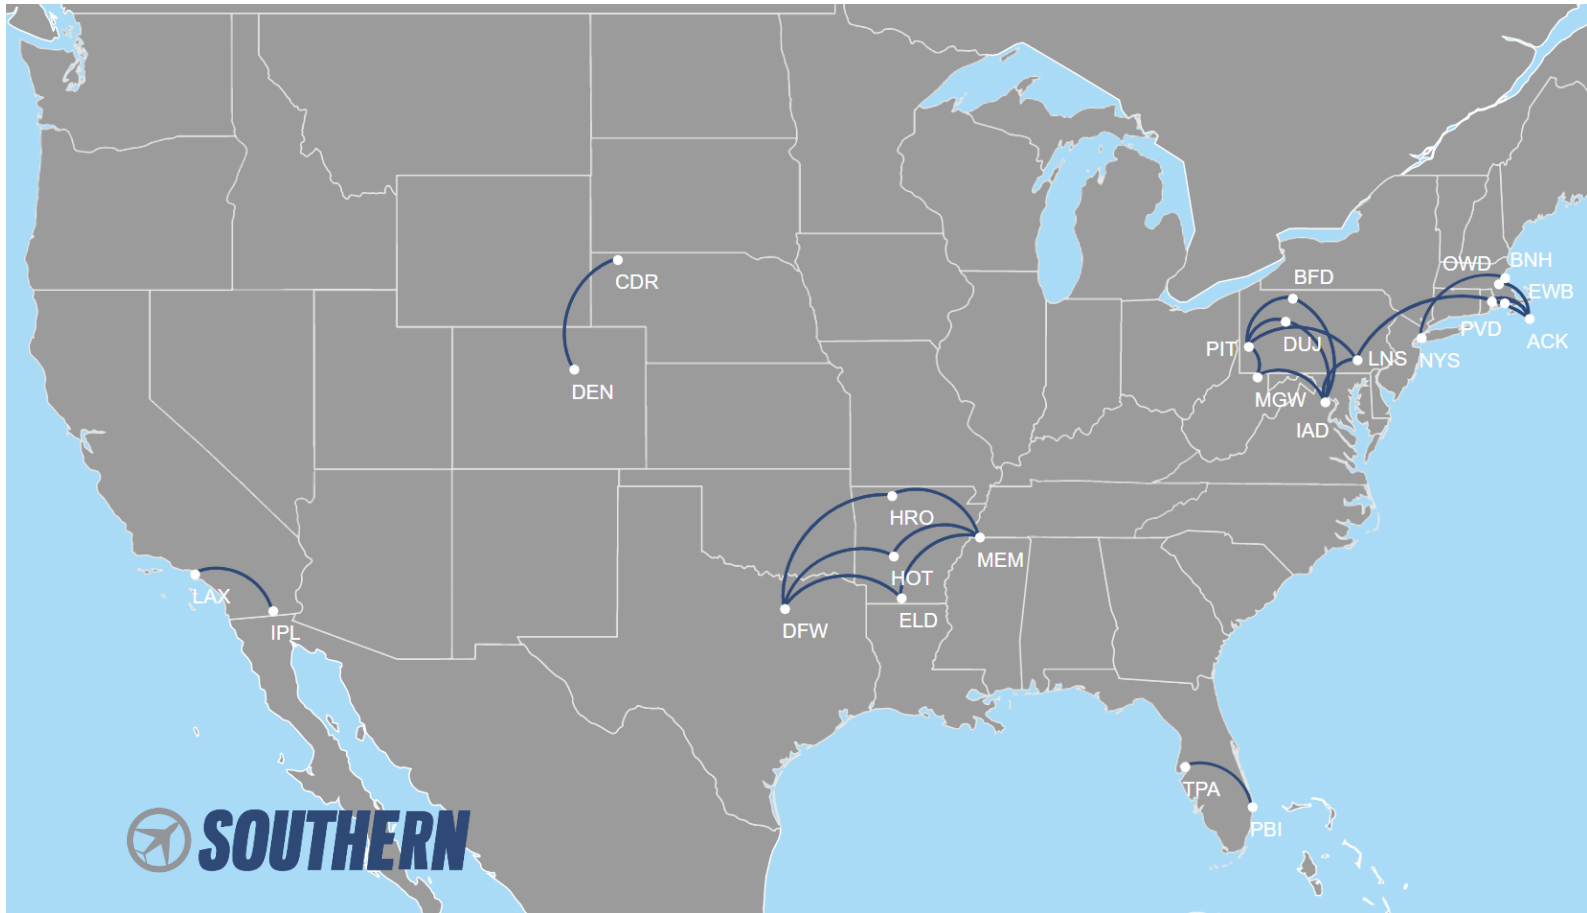 CDR
DEN
OWD
BNH
BFD
EWB
PVD
ACK
PIT
DUJ
LNS
NYS
MGW
IAD
HRO
MEM
HOT
LAX
IPL
DFW
ELD
TPA
PBI
SOUTHERN